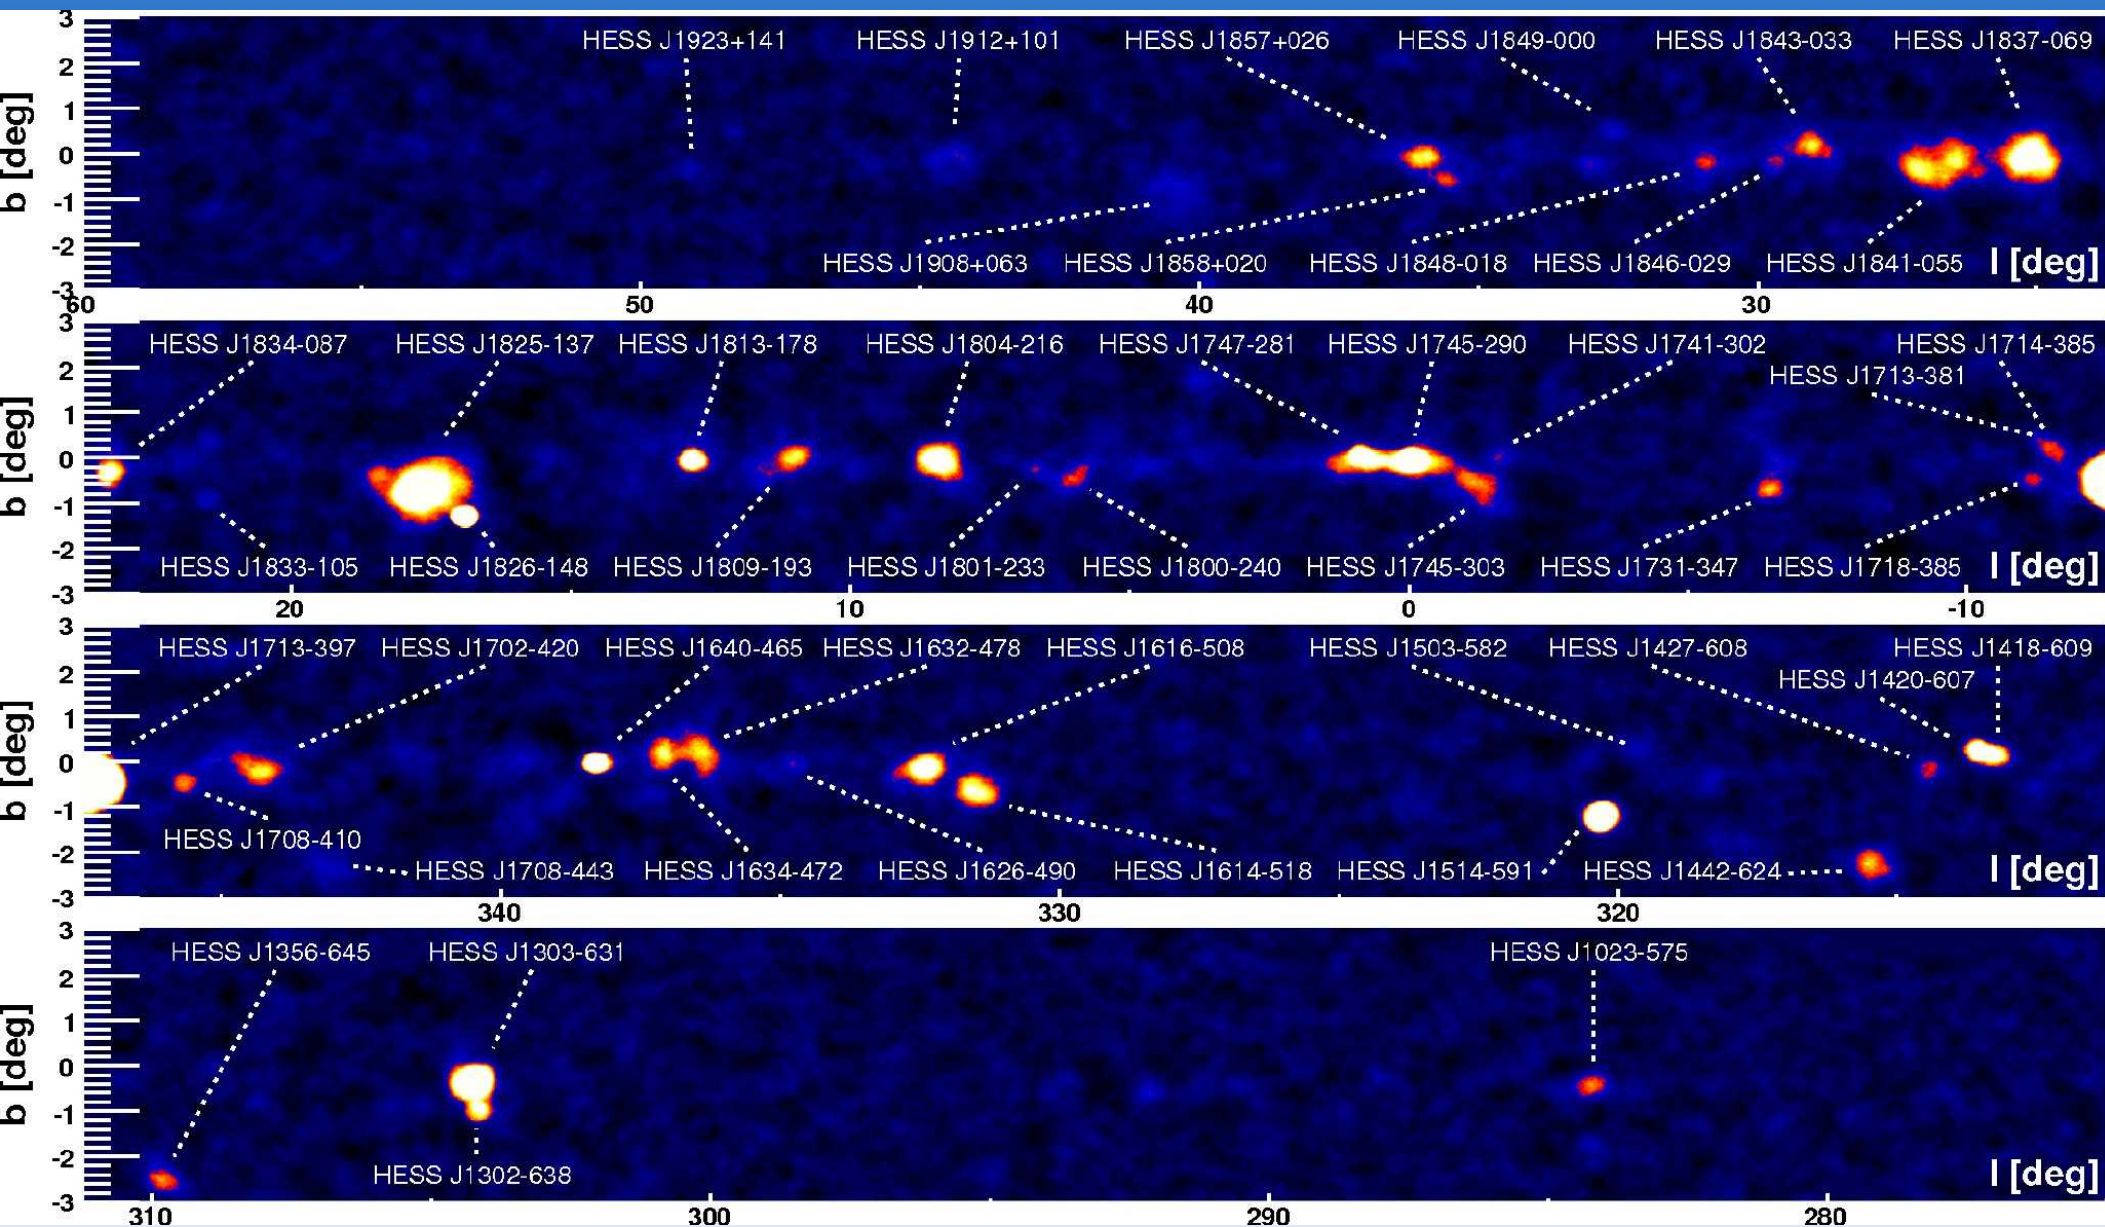 HESS J1923+141 HESS J1912+101 HESS J1857+026 HESS J1849-000 HESS J1843-033 HESS J1837-069
b [deg]
3
2
1
0
-1
-2
-3
HESS J1908+063 HESS J1858+020 HESS J1848-018 HESS J1846-029 HESS J1841-055 l [deg]
60 50 40 30
HESS J1834-087 HESS J1825-137 HESS J1813-178 HESS J1804-216 HESS J1747-281 HESS J1745-290 HESS J1741-302 HESS J1714-385
HESS J1713-381
b [deg]
3
2
1
0
-1
-2
-3
HESS J1833-105 HESS J1826-148 HESS J1809-193 HESS J1801-233 HESS J1800-240 HESS J1745-303 HESS J1731-347 HESS J1718-385 l [deg]
20 10 0 -10
HESS J1713-397 HESS J1702-420 HESS J1640-465 HESS J1632-478 HESS J1616-508 HESS J1503-582 HESS J1427-608 HESS J1418-609
HESS J1420-607
b [deg]
3
2
1
0
-1
-2
-3
HESS J1708-410
HESS J1708-443 HESS J1634-472 HESS J1626-490 HESS J1614-518 HESS J1514-591 HESS J1442-624 l [deg]
340 330 320
HESS J1356-645 HESS J1303-631 HESS J1023-575
b [deg]
3
2
1
0
-1
-2
-3
HESS J1302-638 l [deg]
310 300 290 280